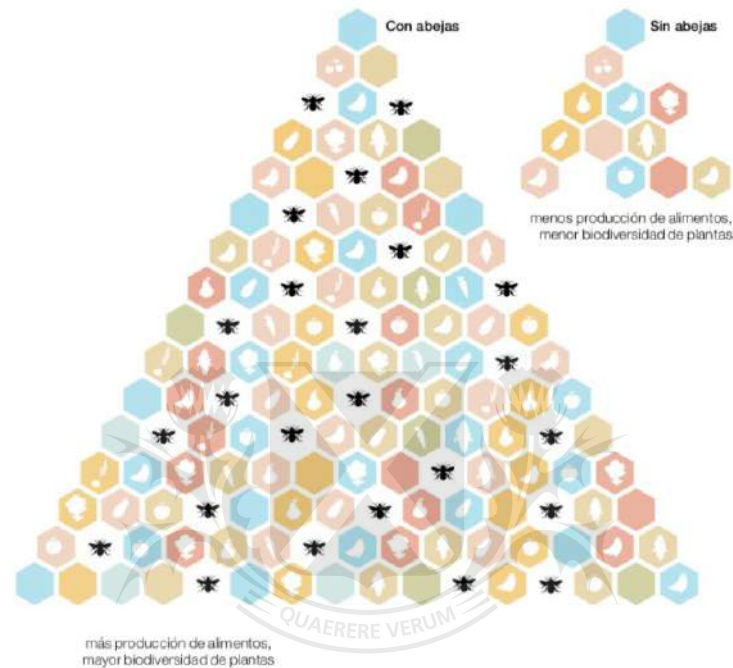 Con abejas
Sin abejas
menos producción de alimentos,
menor biodiversidad de plantas
QUAERERE VERUM
más producción de alimentos,
mayor biodiversidad de plantas